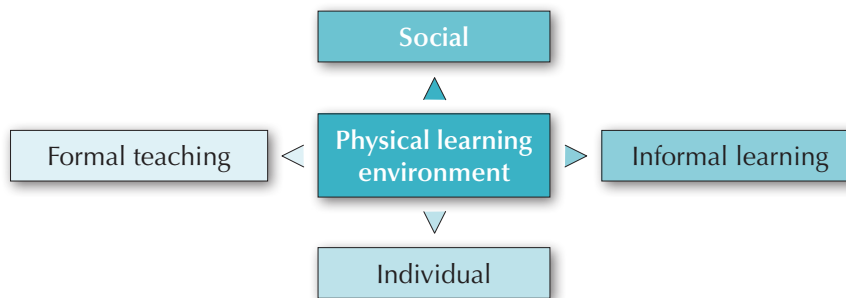 Social
Formal teaching
Physical learning
environment
Informal learning
Individual